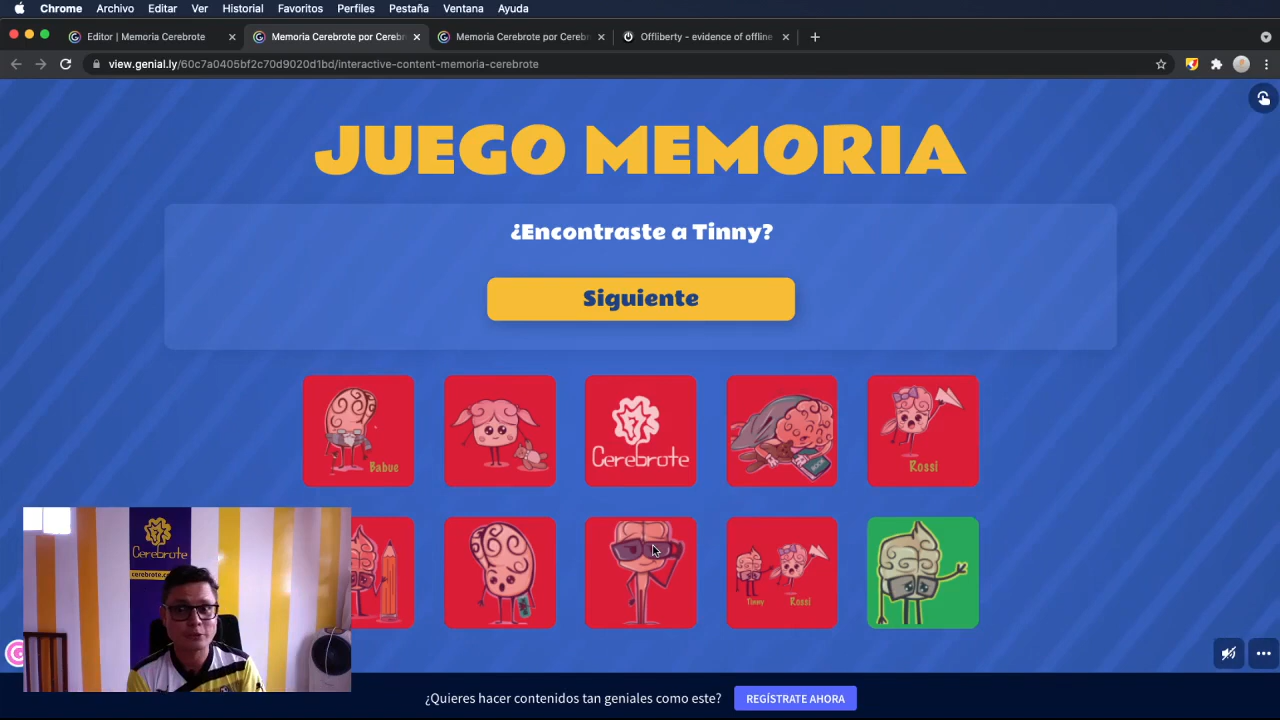 Chrome Archivo Editar Ver Historial Favoritos Perfiles Pestaña Ventana Ayuda
Editor | Memoria Cerebrote
Memoria Cerebrote por Cerebr
Memoria Cerebrote por Cereb
Offliberty - evidence of offline
view.genial.ly/60c7a0405bf2c70d9020d1bd/interactive-content-memoria-cerebrote
JUEGO MEMORIA
¿Encontraste a Tinny?
Siguiente
Babue
Cerebrote
BOOK
Rossi
Tinny
Rossi
Cerebrote
cerebrote.com
¿Quieres hacer contenidos tan geniales como este?
REGÍSTRATE AHORA